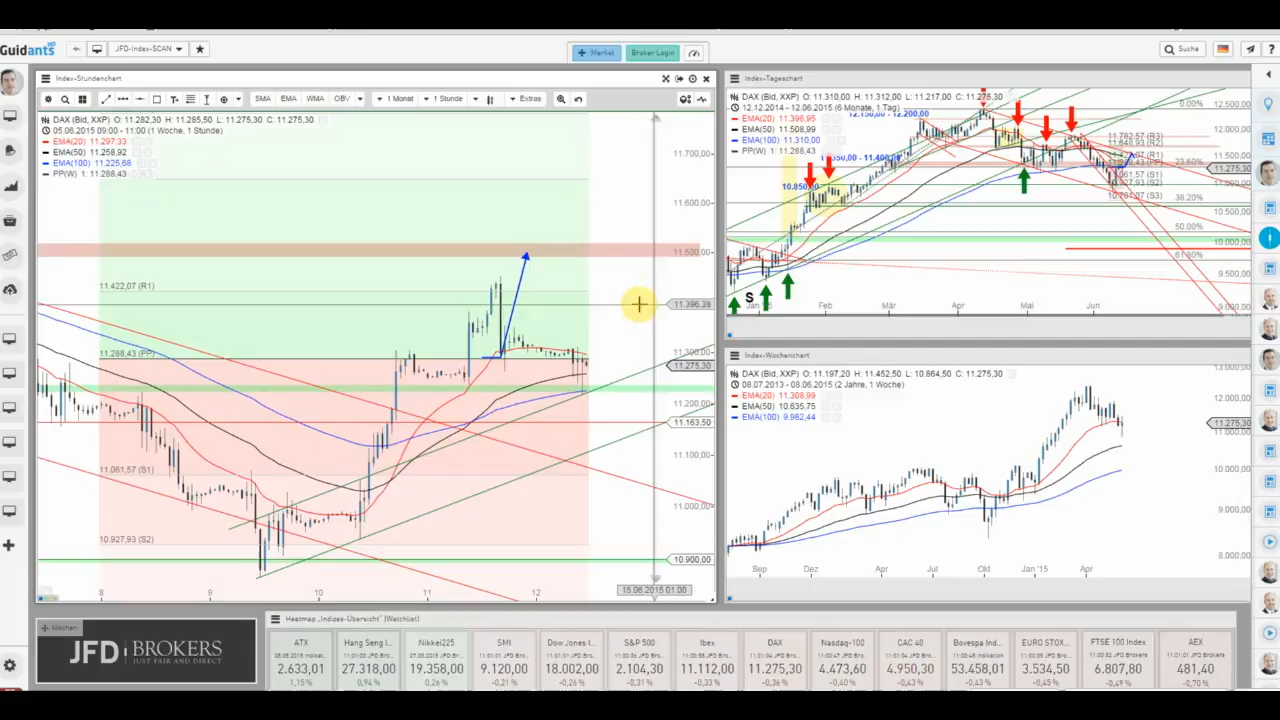 Guidants
JFD-Index-SCAN
Market
Broker-Login
Suche
?
Index-Stundenchart
SMA EMA WMA OBV 1 Monat 1 Stunde Extras
DAX (Bid, XXP) O: 11.282,30 H: 11.285,50 L: 11.275,30 C: 11.275,30
05.06.2015 09:00 - 11:00 (1 Woche, 1 Stunde)
EMA(20) 11.297,33
EMA(50) 11.258,92
EMA(100) 11.225,68
PP(W) 1: 11.288,43
11.700,00
11.600,00
11.500,00
11.422,07 (R1)
11.396,38
11.288,43 (PP)
11.300,00
11.275,30
11.200,00
11.163,50
11.100,00
11.061,57 (S1)
11.000,00
10.927,93 (S2)
10.900,00
15.06.2015 01:00
8 9 10 11 12
Index-Tageschart
DAX (Bid, XXP) O: 11.310,00 H: 11.312,00 L: 11.217,00 C: 11.275,30
12.12.2014 - 12.06.2015 (6 Monate, 1 Tag)
EMA(20) 11.396,95
EMA(50) 11.508,99
EMA(100) 11.310,00
PP(W) 1: 11.288,43
12.150,00 - 12.200,00
0.00%
12.500,00
12.000,00
11.782,57 (R3)
11.648,93 (R2)
11.500,00
23.60%
11.275,30
11.000,00
10.850,00
10.701,07 (S3)
38.20%
10.500,00
50.00%
10.000,00
61.80%
9.500,00
9.000,00
S
Feb Mär Apr Mai Jun
Index-Wochenchart
DAX (Bid, XXP) O: 11.197,20 H: 11.452,50 L: 10.864,50 C: 11.275,30
08.07.2013 - 08.06.2015 (2 Jahre, 1 Woche)
EMA(20) 11.308,99
EMA(50) 10.635,75
EMA(100) 9.982,44
13.000,00
12.000,00
11.275,30
11.000,00
10.000,00
9.000,00
8.000,00
Sep Dez Apr Jul Okt Jan '15 Apr
löschen
JFD BROKERS
JUST FAIR AND DIRECT
Heatmap „Indizes-Übersicht" (Watchlist)
ATX Hang Seng I... Nikkei225 SMI Dow Jones I... S&P 500 Ibex DAX Nasdaq-100 CAC 40 Bovespa Ind... EURO STOX... FTSE 100 Index AEX
2.633,01 27.318,00 19.358,00 9.120,00 18.002,00 2.104,30 11.112,00 11.275,30 4.473,60 4.950,30 53.458,01 3.534,50 6.807,80 481,40
1,15 % 0,94 % 0,26 % -0,21 % -0,26 % -0,31 % -0,33 % -0,36 % -0,40 % -0,43 % -0,43 % -0,45 % -0,49 % -0,70 %